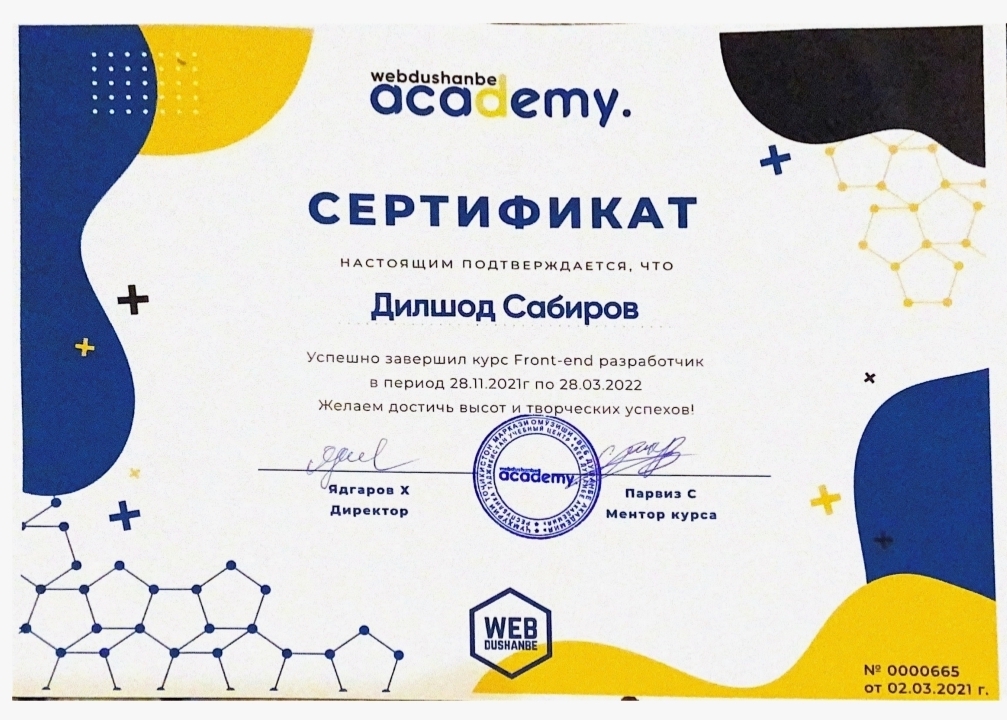 webdushanbe
academy.
СЕРТИФИКАТ
НАСТОЯЩИМ ПОДТВЕРЖДАЕТСЯ, ЧТО
Дилшод Сабиров
Успешно завершил курс Front-end разработчик
в период 28.11.2021г по 28.03.2022
Желаем достичь высот и творческих успехов!
webdushanbe
academy.
Ядгаров Х
Директор
Парвиз С
Ментор курса
WEB
DUSHANBE
№ 0000665
от 02.03.2021 г.